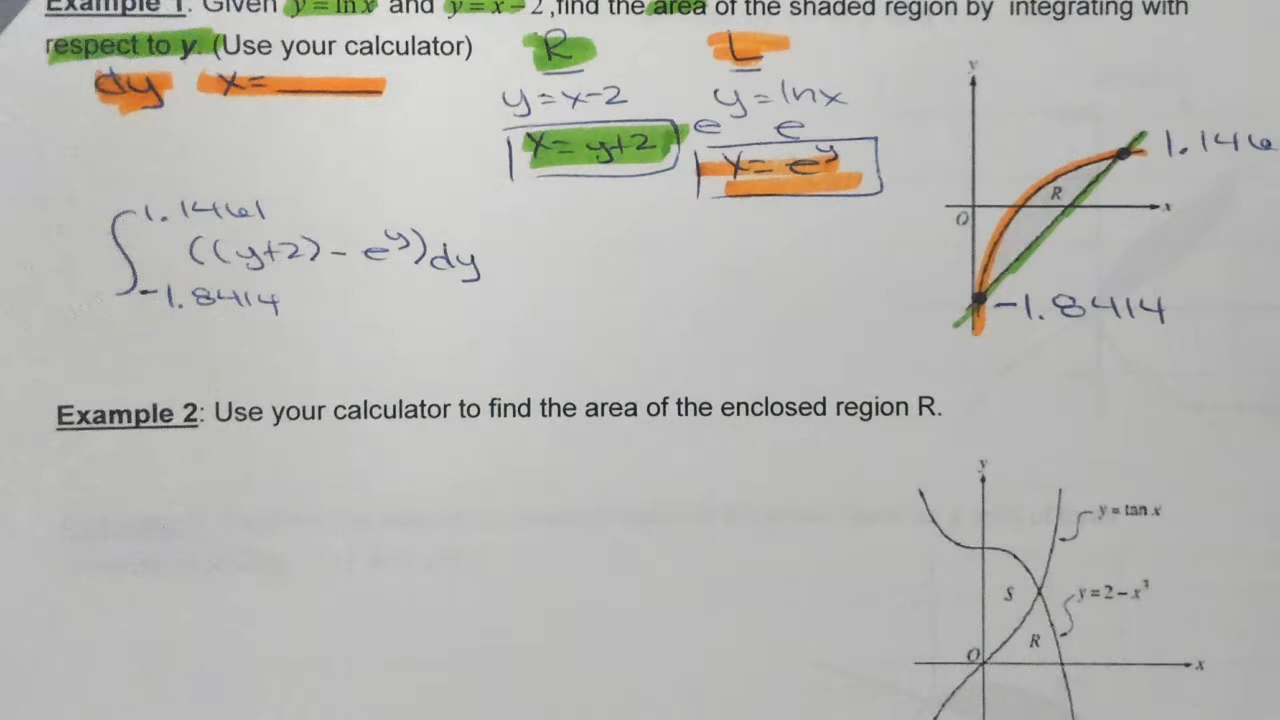 Example 1: Given y = ln x and y = x − 2 ,find the area of the shaded region by integrating with
respect to y. (Use your calculator)
R
L
dy x= ____
y=x-2
y=lnx
e e
x= y+2
x= e^y
∫ 1.1461 -1.8414 ((y+2) - e^y) dy
y
1.146
R
O
x
-1.8414
Example 2: Use your calculator to find the area of the enclosed region R.
y
y = tan x
S
y = 2 − x³
R
O
x